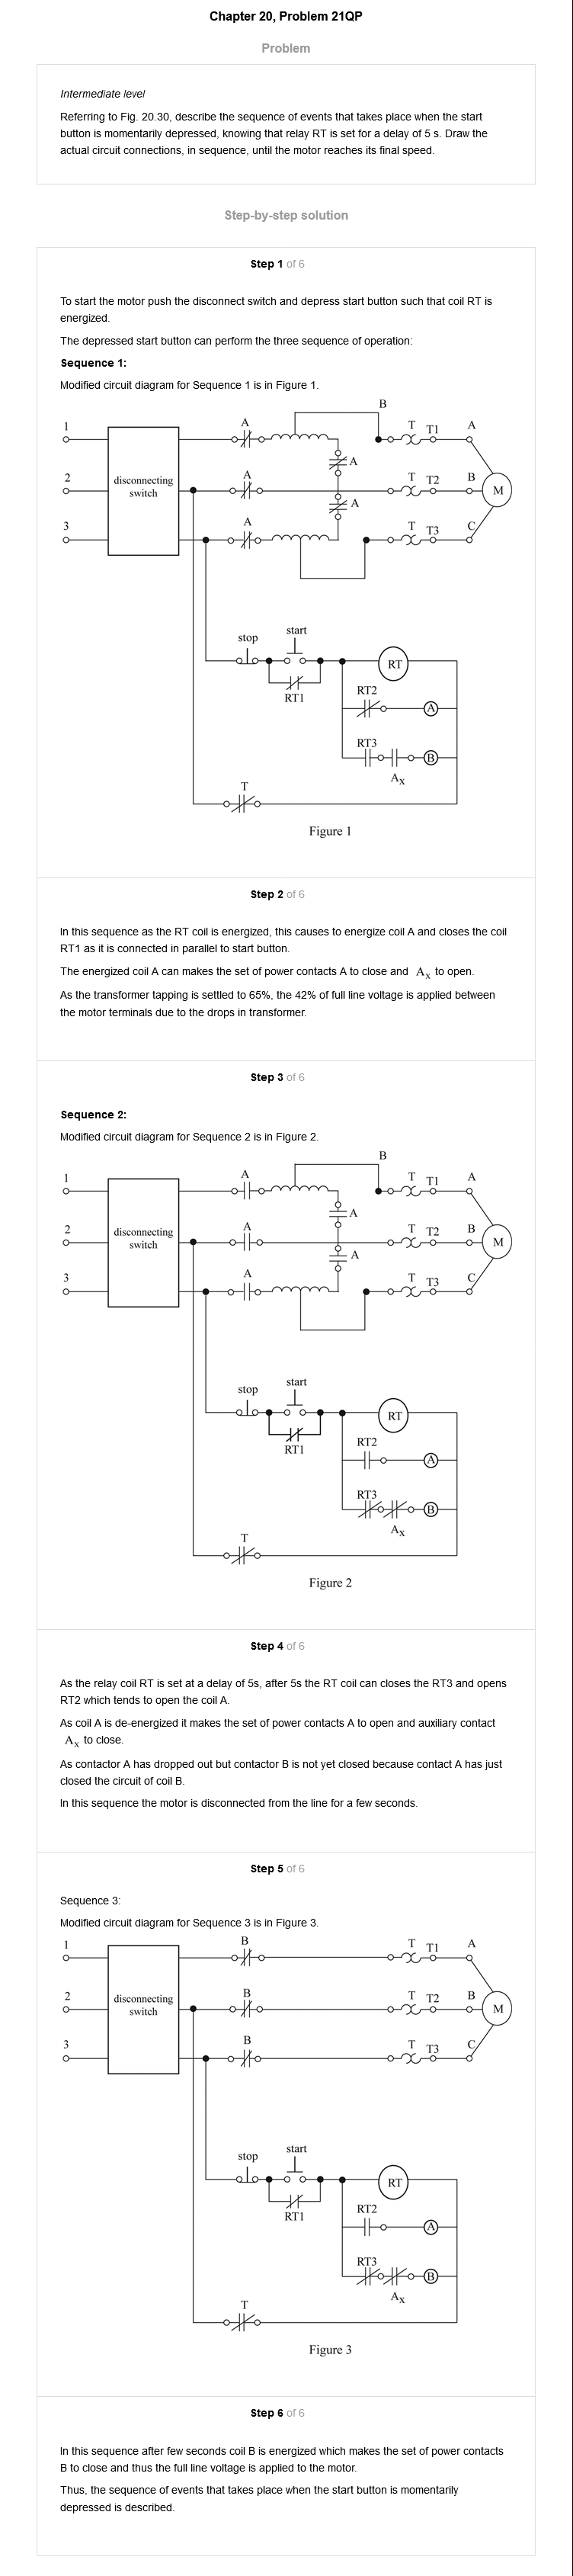 Chapter 20, Problem 21QP
Problem
Intermediate level
Referring to Fig. 20.30, describe the sequence of events that takes place when the start
button is momentarily depressed, knowing that relay RT is set for a delay of 5 s. Draw the
actual circuit connections, in sequence, until the motor reaches its final speed.
Step-by-step solution
Step 1 of 6
To start the motor push the disconnect switch and depress start button such that coil RT is
energized.
The depressed start button can perform the three sequence of operation:
Sequence 1:
Modified circuit diagram for Sequence 1 is in Figure 1.
B
1 A T T1 A
A
2 disconnecting switch A T T2 B M
A
3 A T T3 C
stop start
RT
RT1 RT2
A
RT3
B
Ax
T
Figure 1
Step 2 of 6
In this sequence as the RT coil is energized, this causes to energize coil A and closes the coil
RT1 as it is connected in parallel to start button.
The energized coil A can makes the set of power contacts A to close and Ax to open.
As the transformer tapping is settled to 65%, the 42% of full line voltage is applied between
the motor terminals due to the drops in transformer.
Step 3 of 6
Sequence 2:
Modified circuit diagram for Sequence 2 is in Figure 2.
B
1 A T T1 A
A
2 disconnecting switch A T T2 B M
A
3 A T T3 C
stop start
RT
RT1 RT2
A
RT3
B
Ax
T
Figure 2
Step 4 of 6
As the relay coil RT is set at a delay of 5s, after 5s the RT coil can closes the RT3 and opens
RT2 which tends to open the coil A.
As coil A is de-energized it makes the set of power contacts A to open and auxiliary contact
Ax to close.
As contactor A has dropped out but contactor B is not yet closed because contact A has just
closed the circuit of coil B.
In this sequence the motor is disconnected from the line for a few seconds.
Step 5 of 6
Sequence 3:
Modified circuit diagram for Sequence 3 is in Figure 3.
1 B T T1 A
2 disconnecting switch B T T2 B M
3 B T T3 C
stop start
RT
RT1 RT2
A
RT3
B
Ax
T
Figure 3
Step 6 of 6
In this sequence after few seconds coil B is energized which makes the set of power contacts
B to close and thus the full line voltage is applied to the motor.
Thus, the sequence of events that takes place when the start button is momentarily
depressed is described.